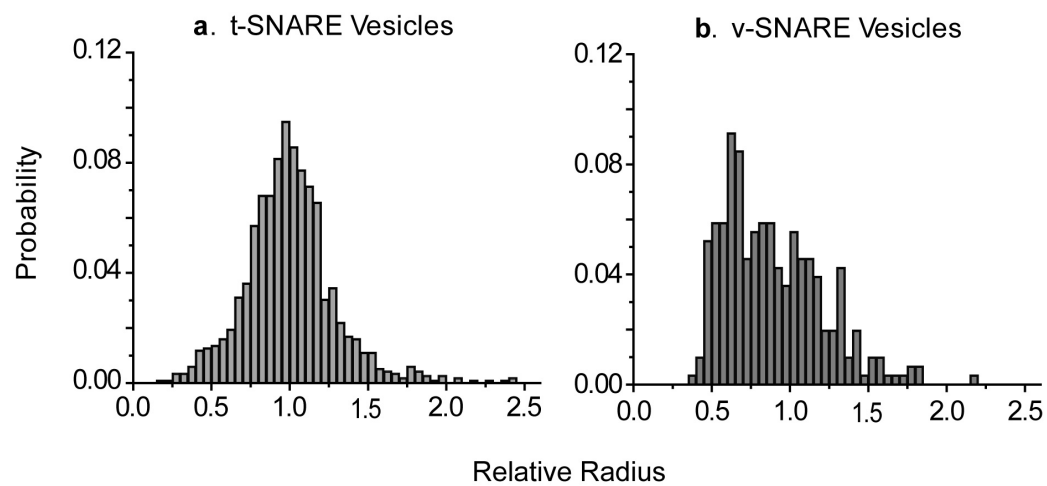 a. t-SNARE Vesicles
b. v-SNARE Vesicles
Probability
0.12
0.08
0.04
0.00
0.0 0.5 1.0 1.5 2.0 2.5
0.12
0.08
0.04
0.00
0.0 0.5 1.0 1.5 2.0 2.5
Relative Radius